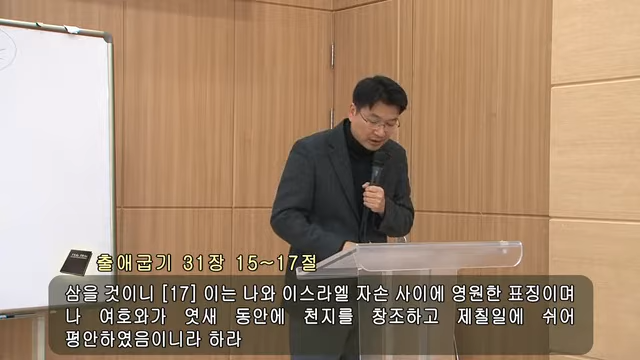 출애굽기 31장 15~17절
삼을 것이니 [17] 이는 나와 이스라엘 자손 사이에 영원한 표징이며
나 여호와가 엿새 동안에 천지를 창조하고 제칠일에 쉬어
평안하였음이니라 하라